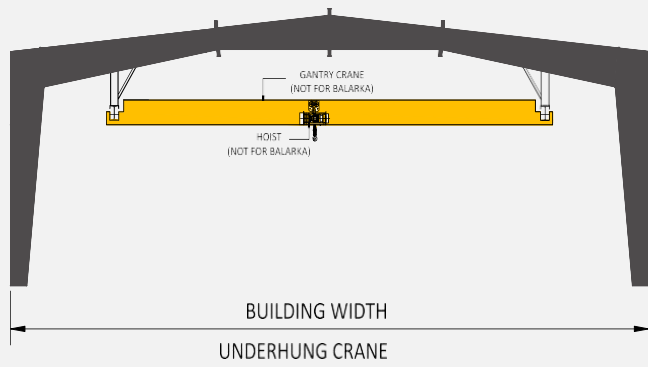 GANTRY CRANE
(NOT FOR BALARKA)
HOIST
(NOT FOR BALARKA)
BUILDING WIDTH
UNDERHUNG CRANE